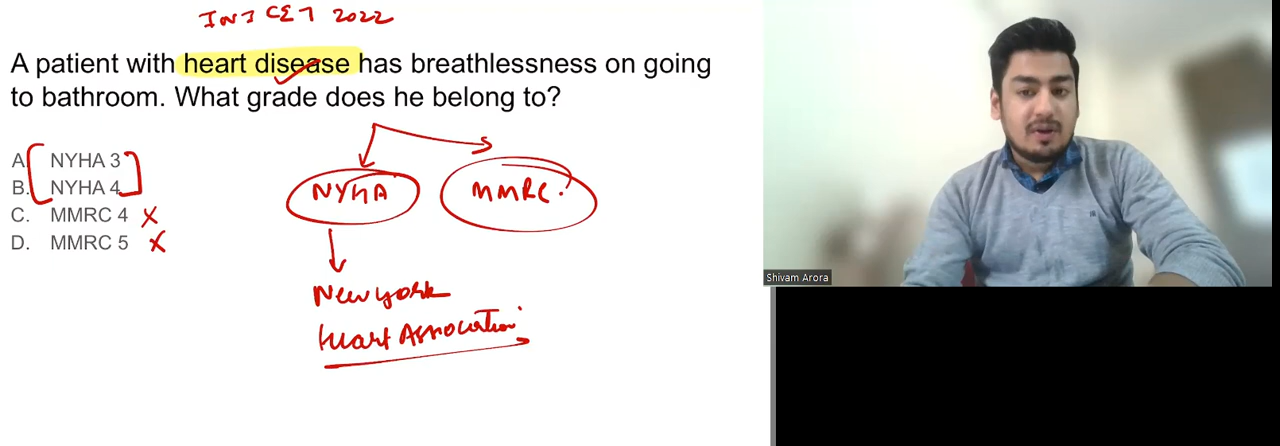 INI CET 2022
A patient with heart disease has breathlessness on going
to bathroom. What grade does he belong to?
A. NYHA 3
B. NYHA 4
C. MMRC 4 X
D. MMRC 5 X
NYHA
MMRC.
New york
Heart Association
Shivam Arora